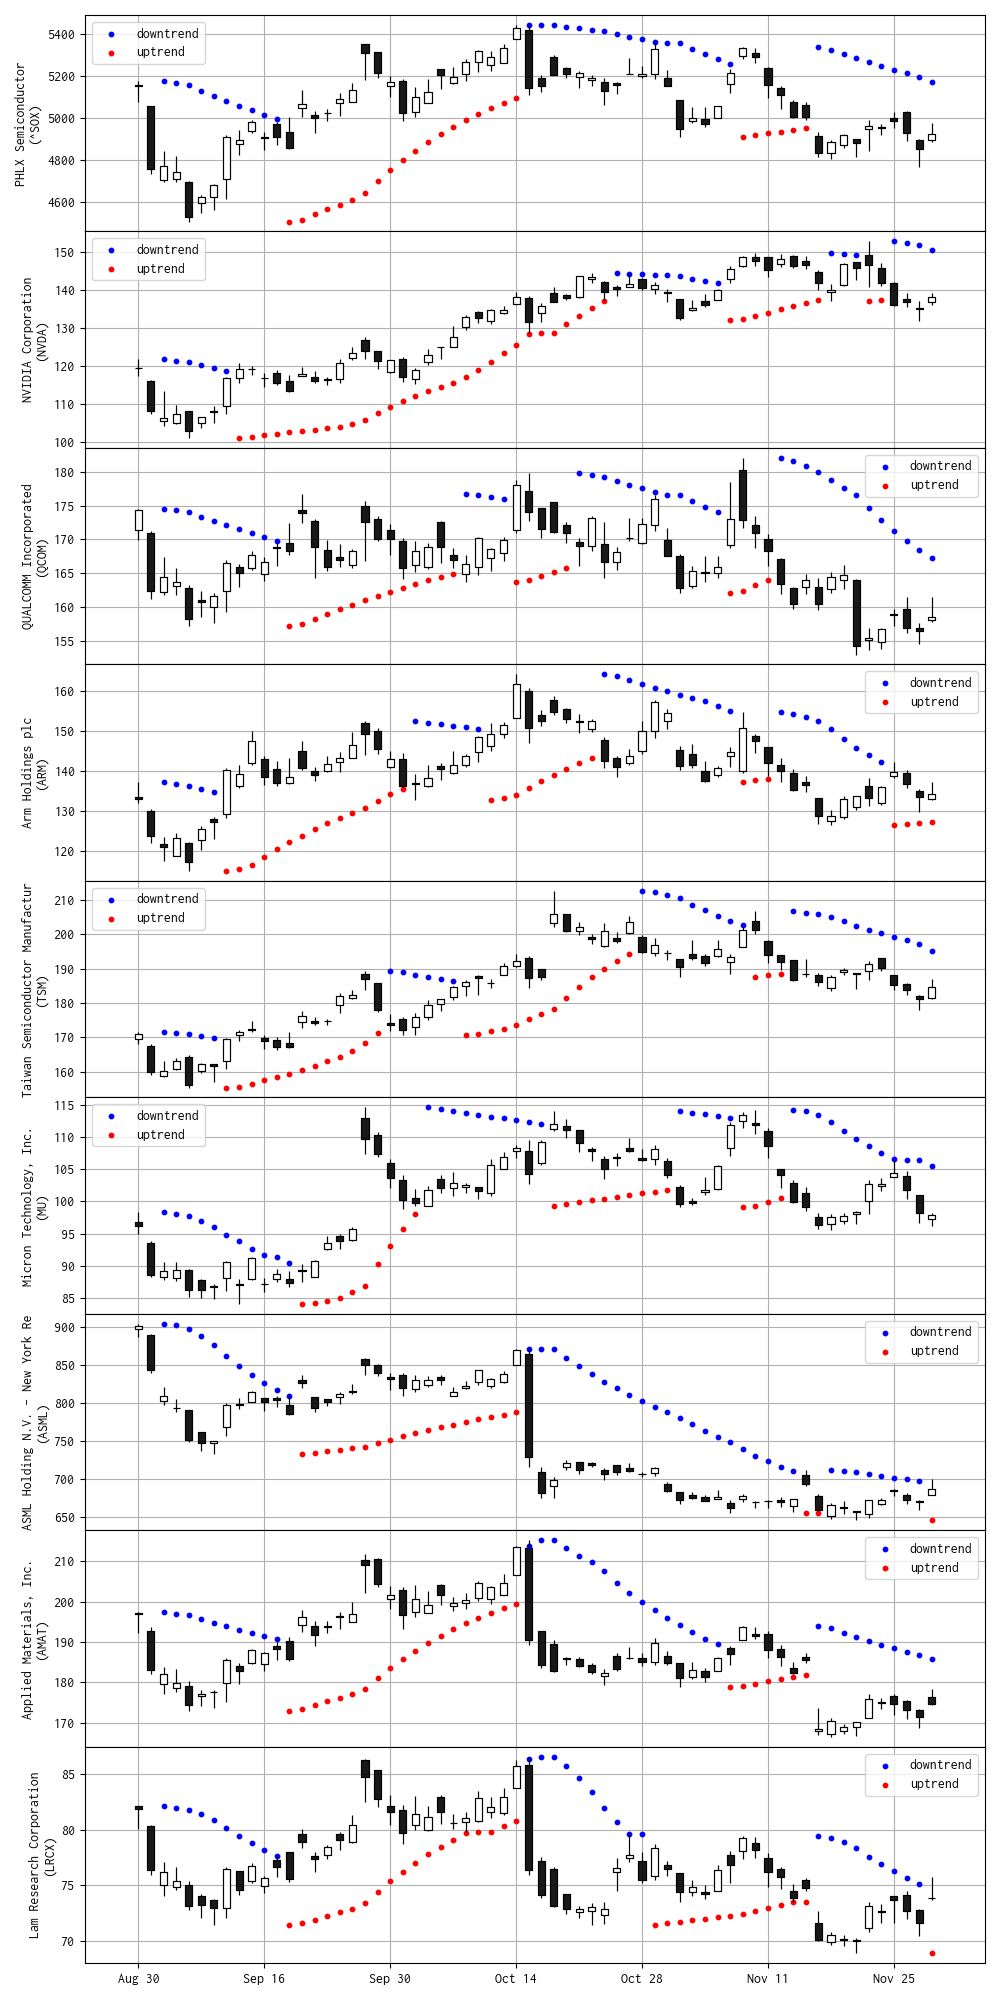 PHLX Semiconductor
(^SOX)
5400
5200
5000
4800
4600
downtrend
uptrend
NVIDIA Corporation
(NVDA)
150
140
130
120
110
100
downtrend
uptrend
QUALCOMM Incorporated
(QCOM)
180
175
170
165
160
155
downtrend
uptrend
Arm Holdings plc
(ARM)
160
150
140
130
120
downtrend
uptrend
Taiwan Semiconductor Manufactur
(TSM)
210
200
190
180
170
160
downtrend
uptrend
Micron Technology, Inc.
(MU)
115
110
105
100
95
90
85
downtrend
uptrend
ASML Holding N.V. - New York Re
(ASML)
900
850
800
750
700
650
downtrend
uptrend
Applied Materials, Inc.
(AMAT)
210
200
190
180
170
downtrend
uptrend
Lam Research Corporation
(LRCX)
85
80
75
70
downtrend
uptrend
Aug 30 Sep 16 Sep 30 Oct 14 Oct 28 Nov 11 Nov 25